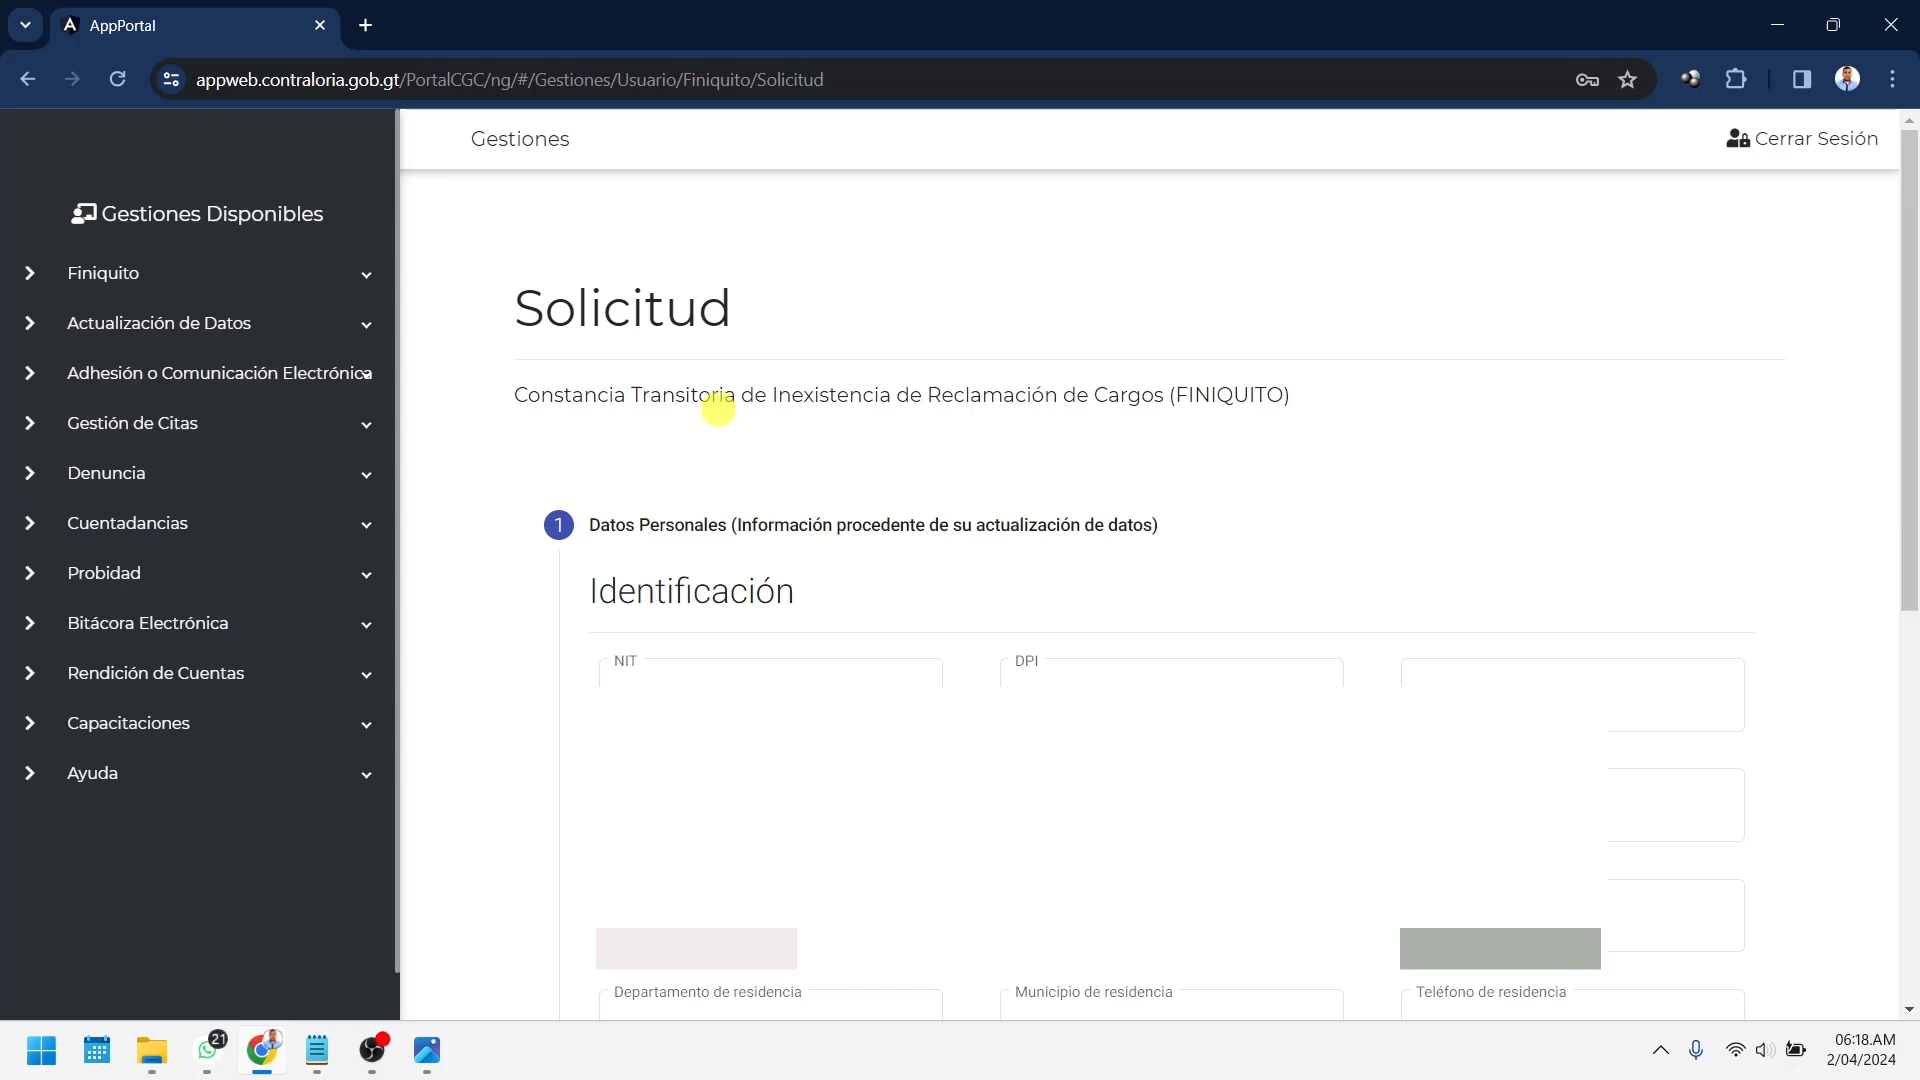 AppPortal
appweb.contraloria.gob.gt/PortalCGC/ng/#/Gestiones/Usuario/Finiquito/Solicitud
Gestiones
Cerrar Sesión
Gestiones Disponibles
Finiquito
Actualización de Datos
Adhesión o Comunicación Electrónica
Gestión de Citas
Denuncia
Cuentadancias
Probidad
Bitácora Electrónica
Rendición de Cuentas
Capacitaciones
Ayuda
Solicitud
Constancia Transitoria de Inexistencia de Reclamación de Cargos (FINIQUITO)
1 Datos Personales (Información procedente de su actualización de datos)
Identificación
NIT
DPI
Departamento de residencia
Municipio de residencia
Teléfono de residencia
21
06:18.AM
2/04/2024